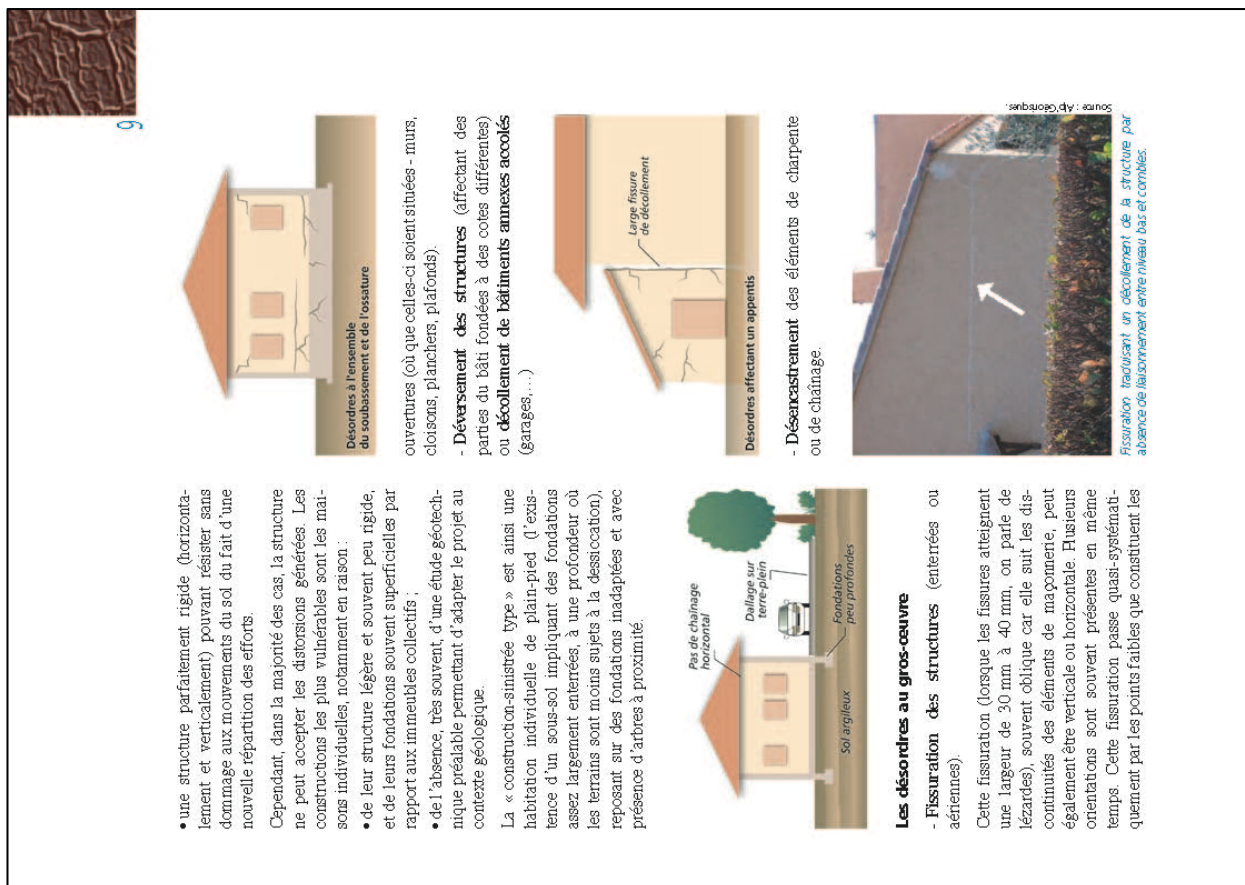 • une structure parfaitement rigide (horizonta-
lement et verticalement) pouvant résister sans
dommage aux mouvements du sol du fait d'une
nouvelle répartition des efforts.
Cependant, dans la majorité des cas, la structure
ne peut accepter les distorsions générées. Les
constructions les plus vulnérables sont les mai-
sons individuelles, notamment en raison :
• de leur structure légère et souvent peu rigide,
et de leurs fondations souvent superficielles par
rapport aux immeubles collectifs ;
• de l'absence, très souvent, d'une étude géotech-
nique préalable permettant d'adapter le projet au
contexte géologique.
La « construction-sinistrée type » est ainsi une
habitation individuelle de plain-pied (l'exis-
tence d'un sous-sol impliquant des fondations
assez largement enterrées, à une profondeur où
les terrains sont moins sujets à la dessiccation),
reposant sur des fondations inadaptées et avec
présence d'arbres à proximité.
Pas de chaînage
horizontal
Dallage sur
terre-plein
Sol argileux
Fondations
peu profondes
Les désordres au gros-œuvre
- Fissuration des structures (enterrées ou
aériennes).
Cette fissuration (lorsque les fissures atteignent
une largeur de 30 mm à 40 mm, on parle de
lézardes), souvent oblique car elle suit les dis-
continuités des éléments de maçonnerie, peut
également être verticale ou horizontale. Plusieurs
orientations sont souvent présentes en même
temps. Cette fissuration passe quasi-systémati-
quement par les points faibles que constituent les
9
Désordres à l'ensemble
du soubassement et de l'ossature
ouvertures (où que celles-ci soient situées - murs,
cloisons, planchers, plafonds).
- Déversement des structures (affectant des
parties du bâti fondées à des cotes différentes)
ou décollement de bâtiments annexes accolés
(garages,…)
Large fissure
de décollement
Désordres affectant un appentis
- Désencastrement des éléments de charpente
ou de chaînage.
Source : Alp'Géorisques.
Fissuration traduisant un décollement de la structure par
absence de liaisonnement entre niveau bas et combles.